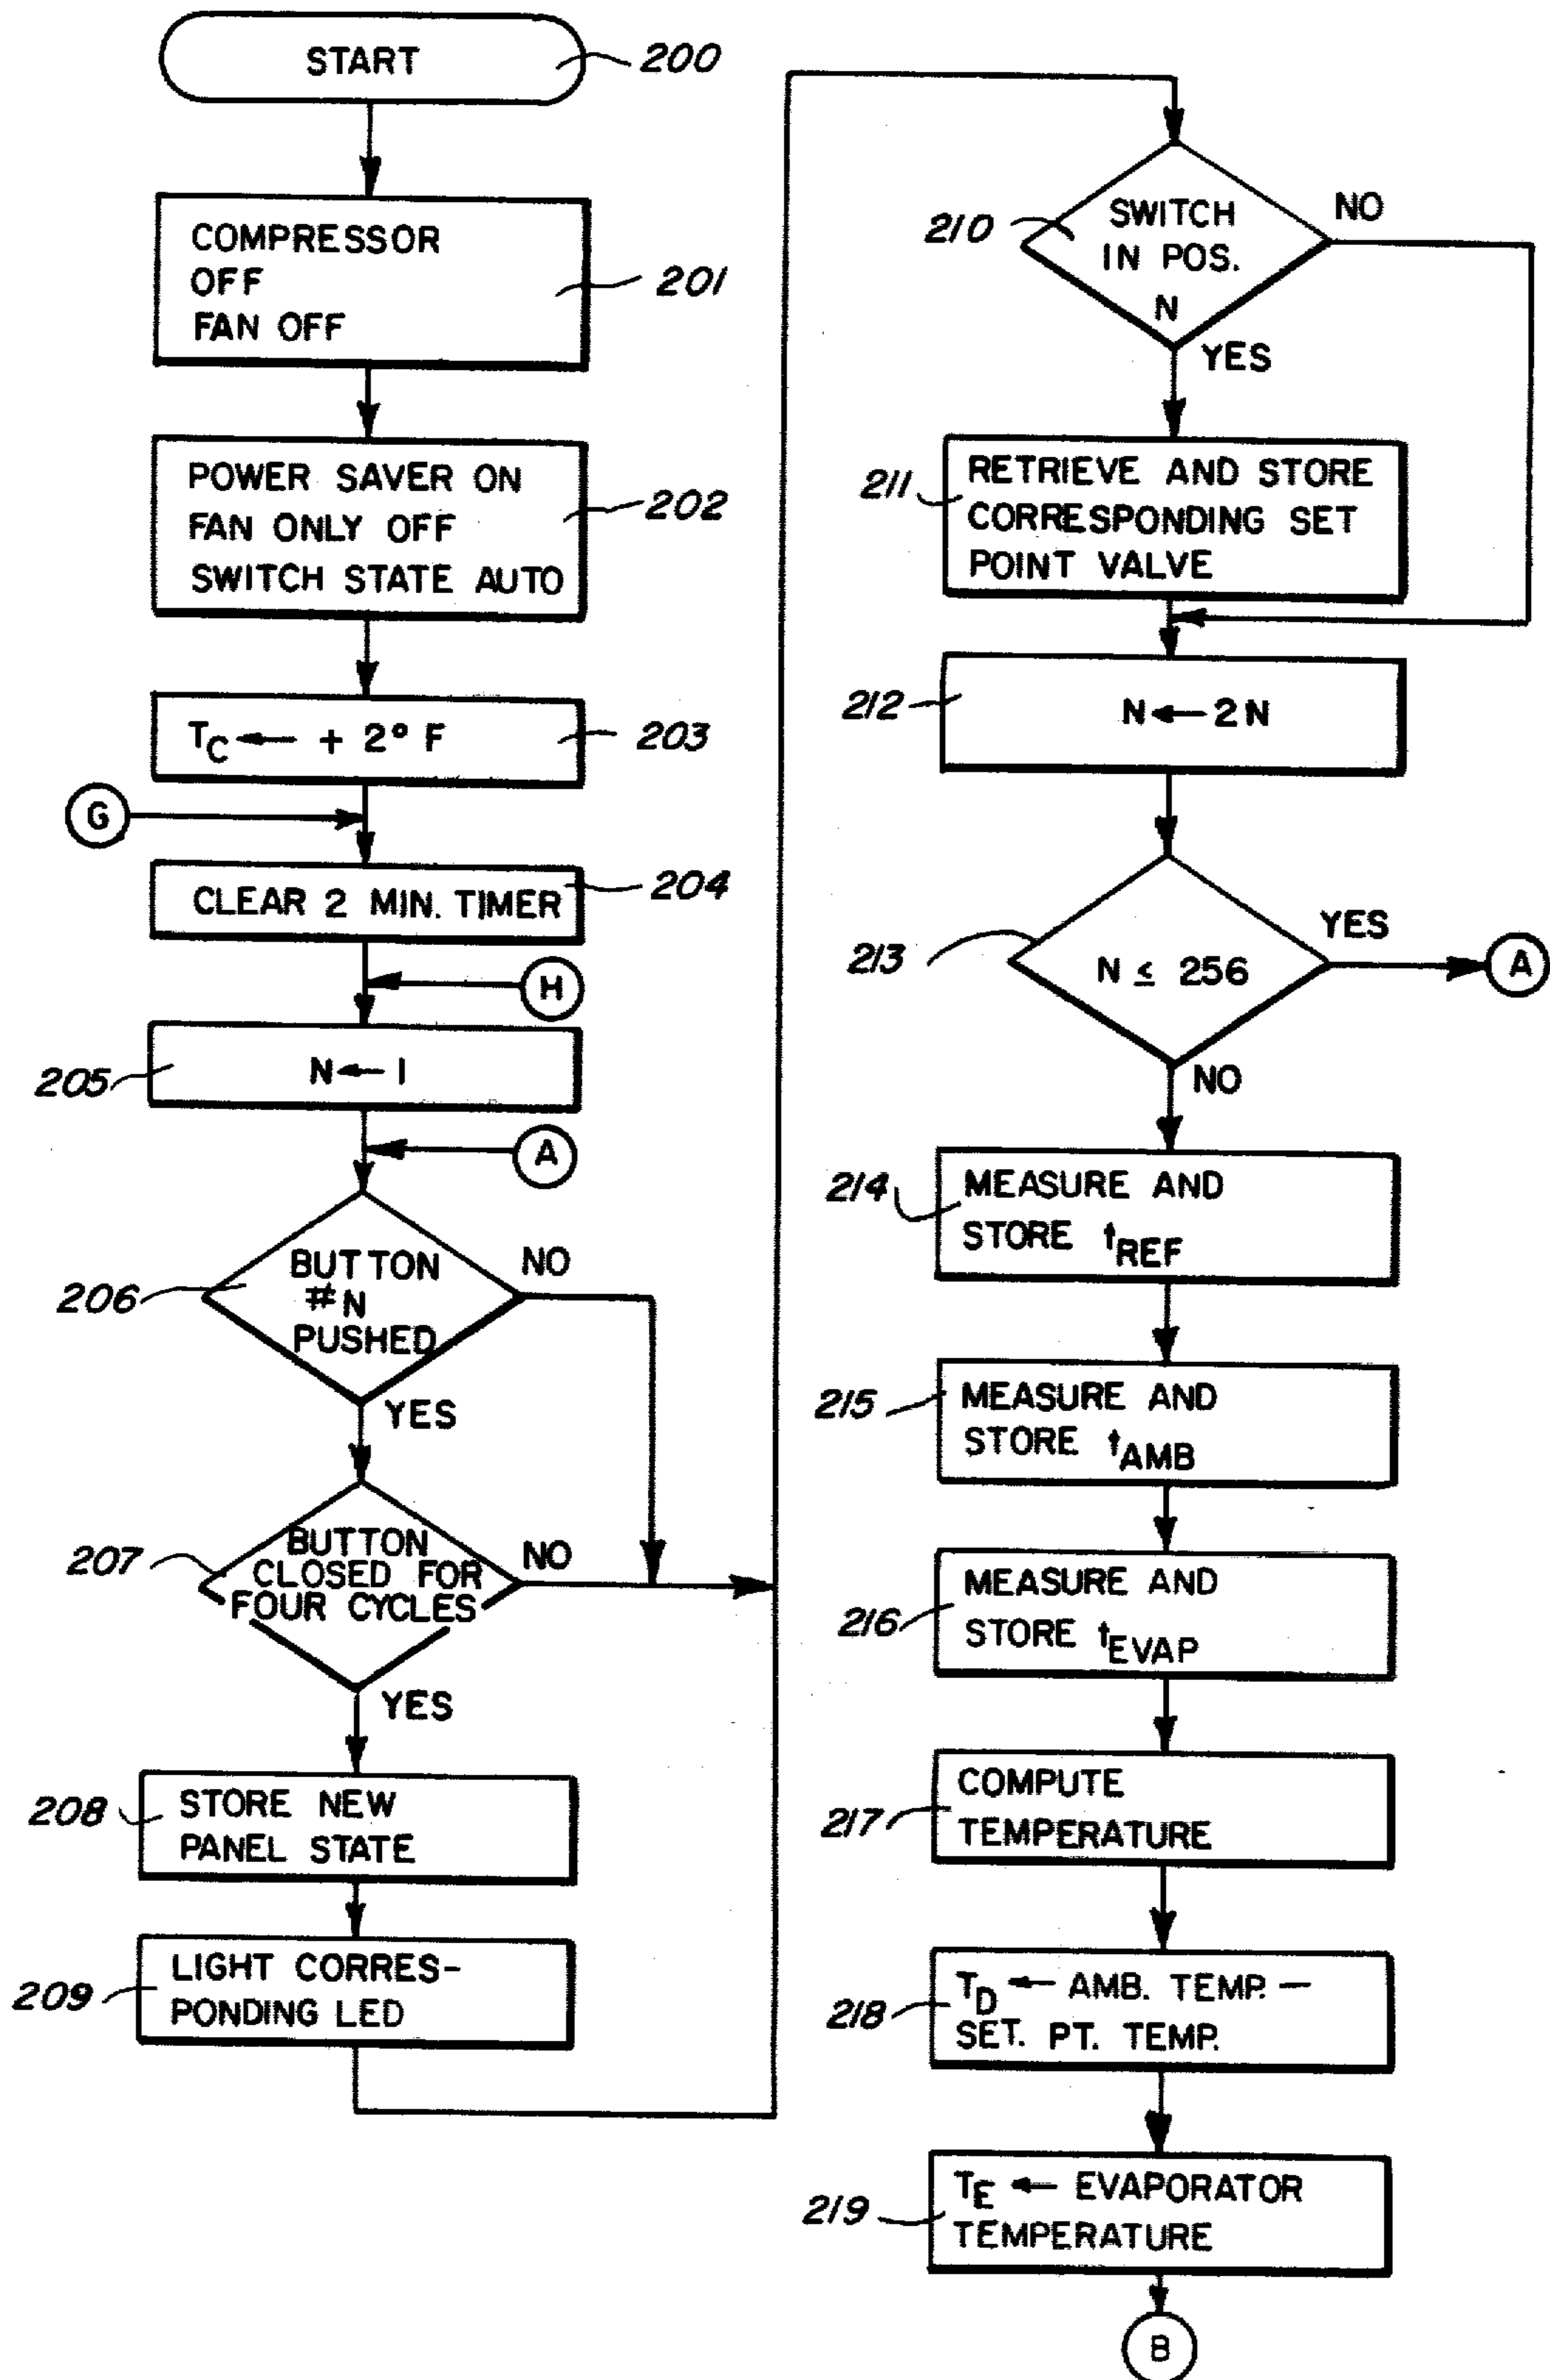 START
200
COMPRESSOR
OFF
FAN OFF
201
POWER SAVER ON
FAN ONLY OFF
SWITCH STATE AUTO
202
TC ← + 2° F
203
G
CLEAR 2 MIN. TIMER
204
H
N ← 1
205
A
BUTTON
#N
PUSHED
206
NO
YES
BUTTON
CLOSED FOR
FOUR CYCLES
207
NO
YES
STORE NEW
PANEL STATE
208
LIGHT CORRES-
PONDING LED
209
SWITCH
IN POS.
N
210
NO
YES
RETRIEVE AND STORE
CORRESPONDING SET
POINT VALVE
211
N ← 2N
212
N ≤ 256
213
YES
A
NO
MEASURE AND
STORE tREF
214
MEASURE AND
STORE tAMB
215
MEASURE AND
STORE tEVAP
216
COMPUTE
TEMPERATURE
217
TD ← AMB. TEMP. —
SET. PT. TEMP.
218
TE ← EVAPORATOR
TEMPERATURE
219
B